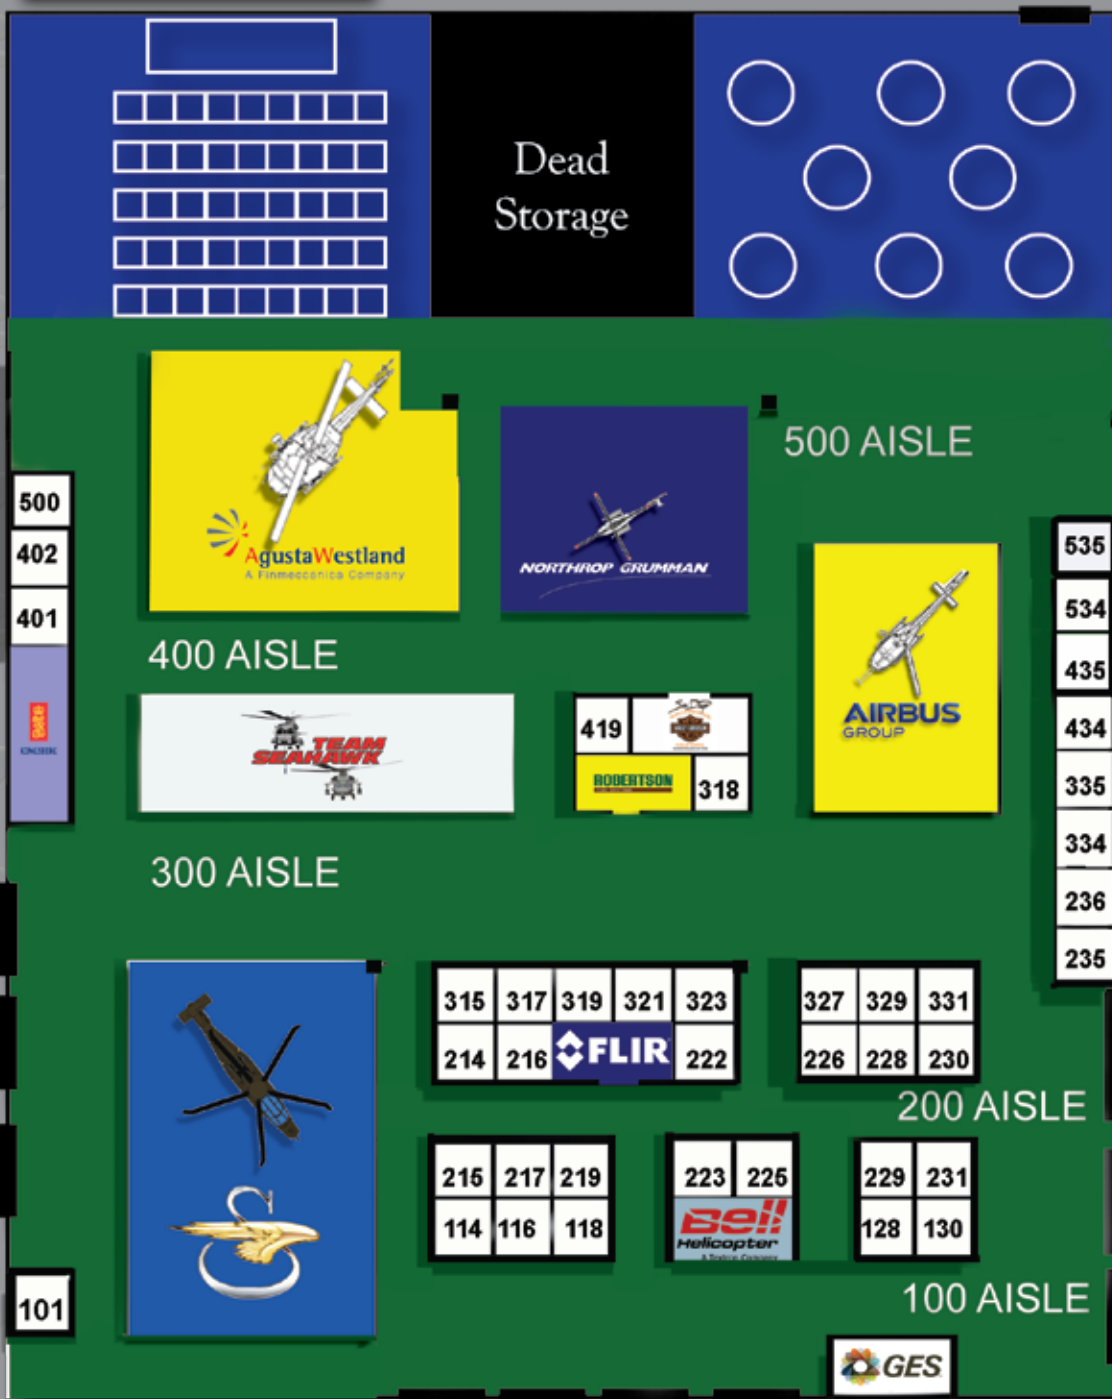 Dead
Storage
500 AISLE
500
402
401
AgustaWestland
A Finmeccanica Company
NORTHROP GRUMMAN
535
534
435
434
335
334
236
235
AIRBUS
GROUP
400 AISLE
TEAM
SEAHAWK
419
ROBERTSON
318
300 AISLE
315 317 319 321 323
214 216 FLIR 222
327 329 331
226 228 230
200 AISLE
215 217 219
114 116 118
223 225
Bell
Helicopter
A Textron Company
229 231
128 130
101
100 AISLE
GES